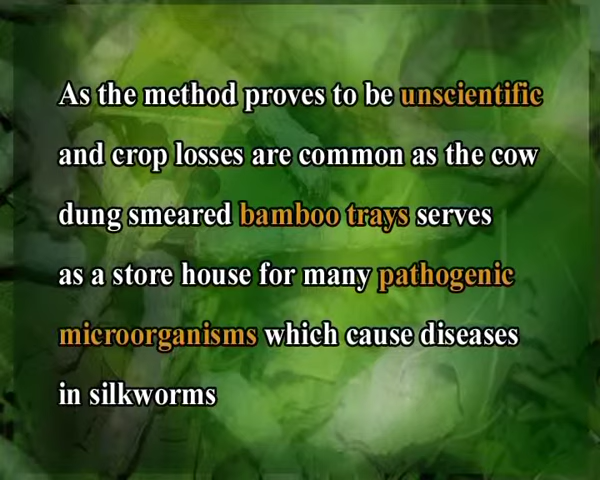 As the method proves to be unscientific
and crop losses are common as the cow
dung smeared bamboo trays serves
as a store house for many pathogenic
microorganisms which cause diseases
in silkworms